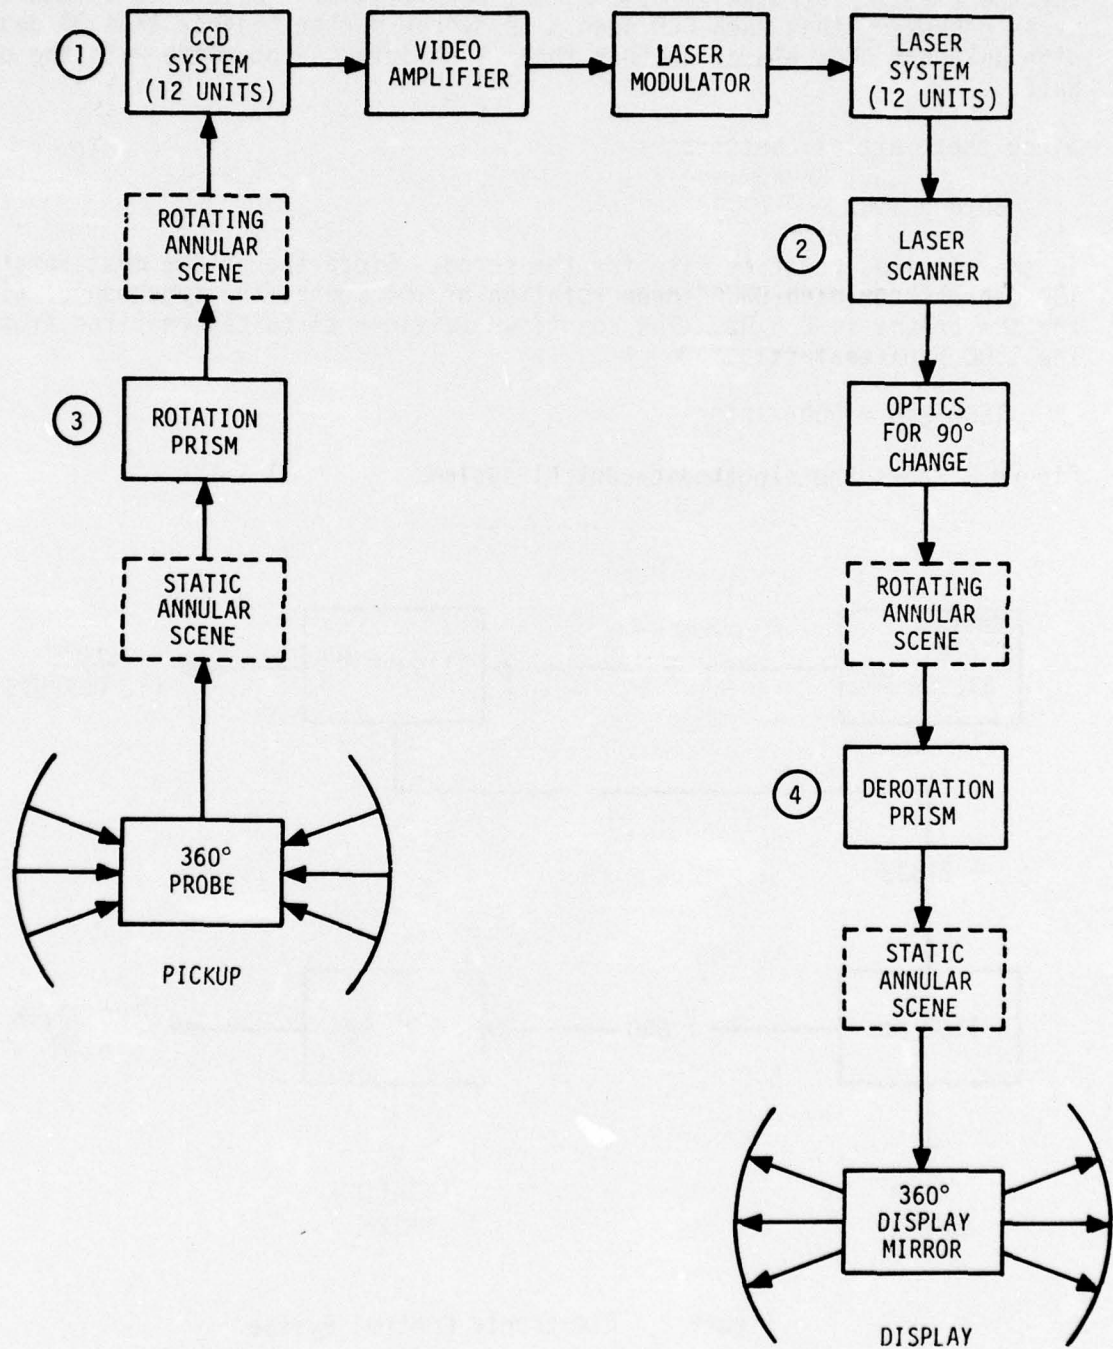 1
CCD
SYSTEM
(12 UNITS)
VIDEO
AMPLIFIER
LASER
MODULATOR
LASER
SYSTEM
(12 UNITS)
ROTATING
ANNULAR
SCENE
2
LASER
SCANNER
3
ROTATION
PRISM
OPTICS
FOR 90°
CHANGE
STATIC
ANNULAR
SCENE
ROTATING
ANNULAR
SCENE
4
DEROTATION
PRISM
360°
PROBE
PICKUP
STATIC
ANNULAR
SCENE
360°
DISPLAY
MIRROR
DISPLAY